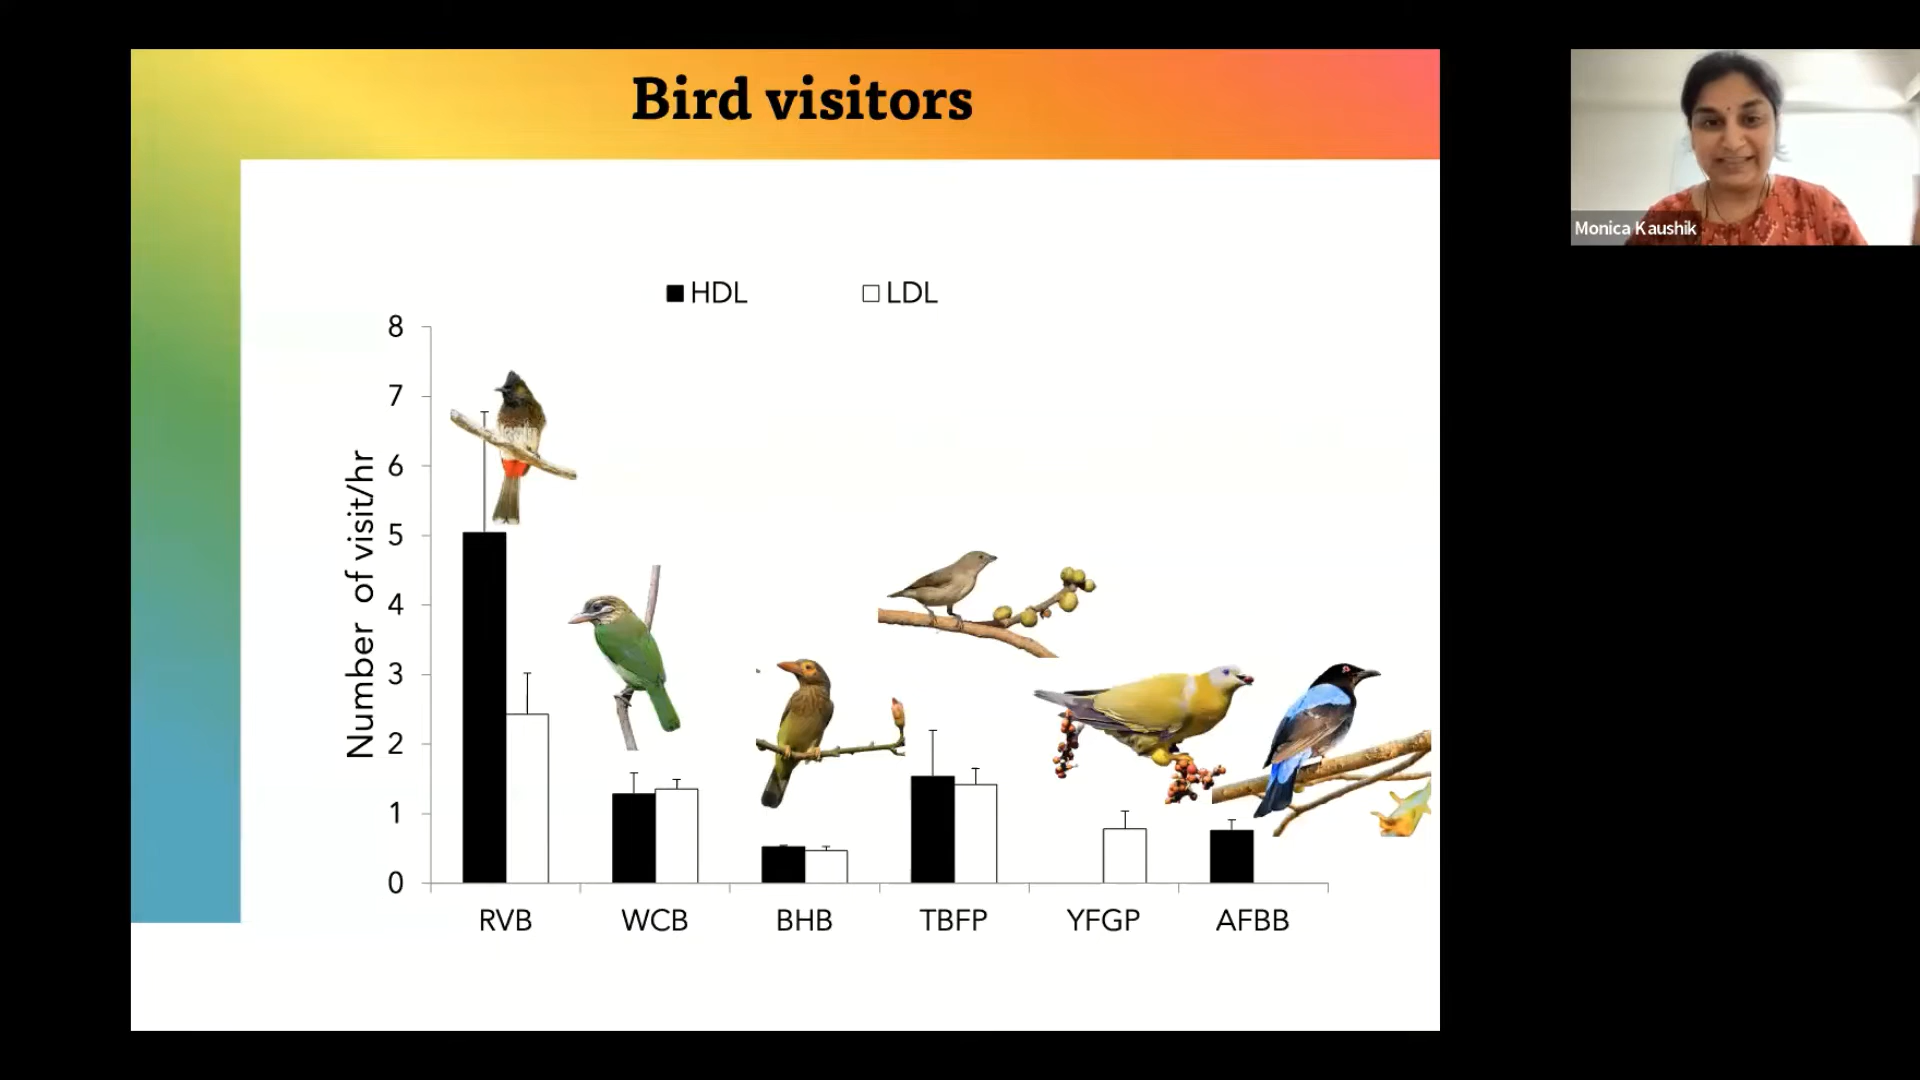 Bird visitors
Monica Kaushik
HDL LDL
Number of visit/hr
8
7
6
5
4
3
2
1
0
RVB WCB BHB TBFP YFGP AFBB